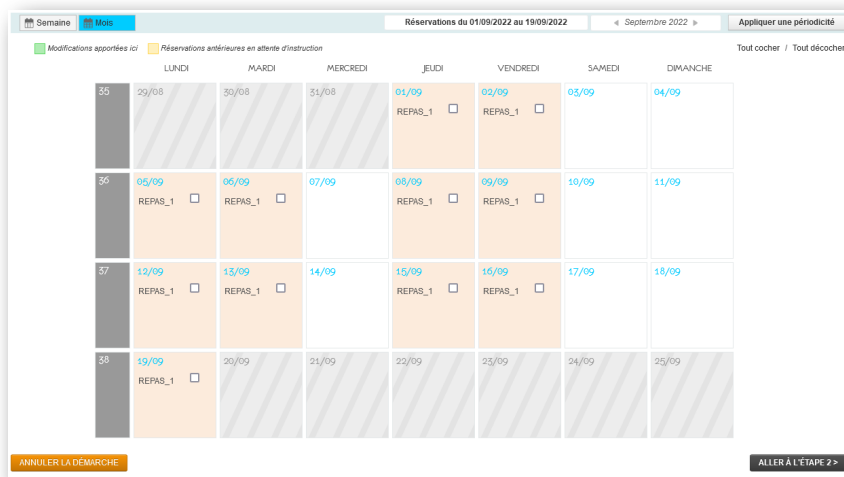 Semaine Mois Réservations du 01/09/2022 au 19/09/2022 Septembre 2022 Appliquer une périodicité
Modifications apportées ici Réservations antérieures en attente d'instruction Tout cocher / Tout décocher
LUNDI MARDI MERCREDI JEUDI VENDREDI SAMEDI DIMANCHE
35 29/08 30/08 31/08 01/09 02/09 03/09 04/09
REPAS_1 REPAS_1
36 05/09 06/09 07/09 08/09 09/09 10/09 11/09
REPAS_1 REPAS_1 REPAS_1 REPAS_1
37 12/09 13/09 14/09 15/09 16/09 17/09 18/09
REPAS_1 REPAS_1 REPAS_1 REPAS_1
38 19/09 20/09 21/09 22/09 23/09 24/09 25/09
REPAS_1
ANNULER LA DÉMARCHE ALLER À L'ÉTAPE 2 >